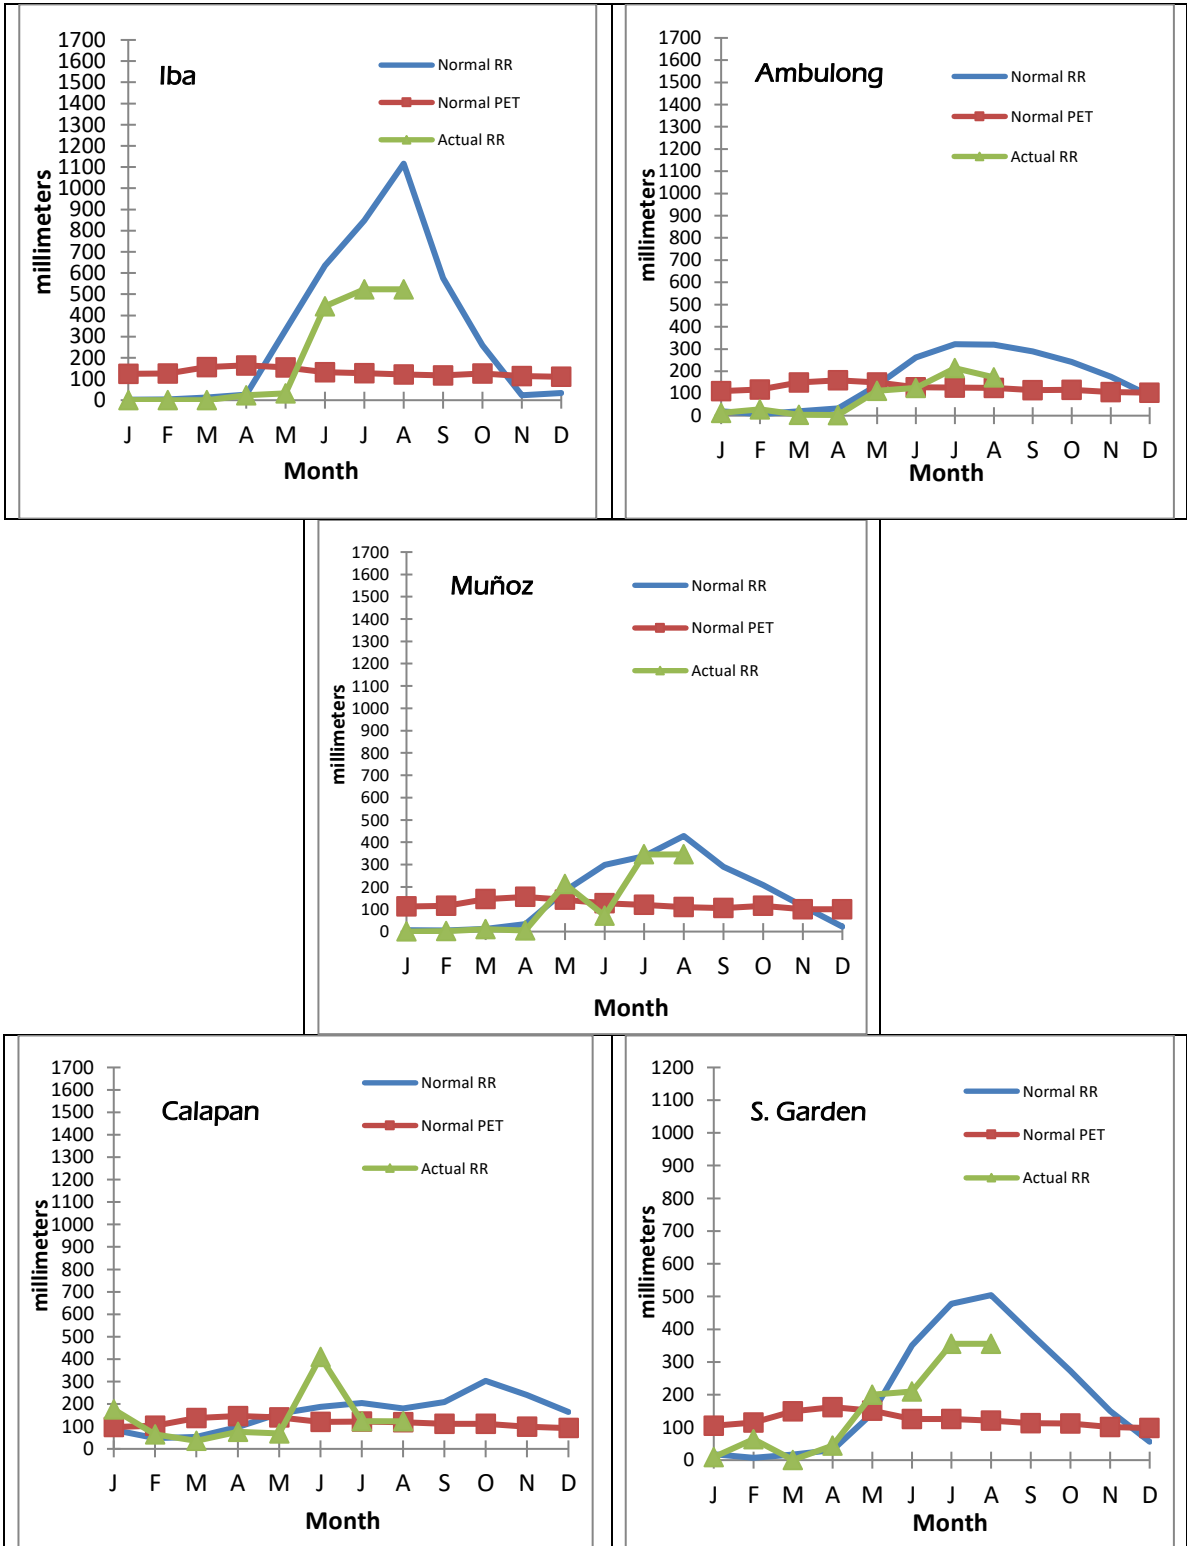 Iba
Normal RR
Normal PET
Actual RR
1700
1600
1500
1400
1300
1200
1100
1000
900
800
700
600
500
400
300
200
100
0
millimeters
J F M A M J J A S O N D
Month
Ambulong
Normal RR
Normal PET
Actual RR
1700
1600
1500
1400
1300
1200
1100
1000
900
800
700
600
500
400
300
200
100
0
millimeters
J F M A M J J A S O N D
Month
Muñoz
Normal RR
Normal PET
Actual RR
1700
1600
1500
1400
1300
1200
1100
1000
900
800
700
600
500
400
300
200
100
0
millimeters
J F M A M J J A S O N D
Month
Calapan
Normal RR
Normal PET
Actual RR
1700
1600
1500
1400
1300
1200
1100
1000
900
800
700
600
500
400
300
200
100
0
millimeters
J F M A M J J A S O N D
Month
S. Garden
Normal RR
Normal PET
Actual RR
1200
1100
1000
900
800
700
600
500
400
300
200
100
0
millimeters
J F M A M J J A S O N D
Month